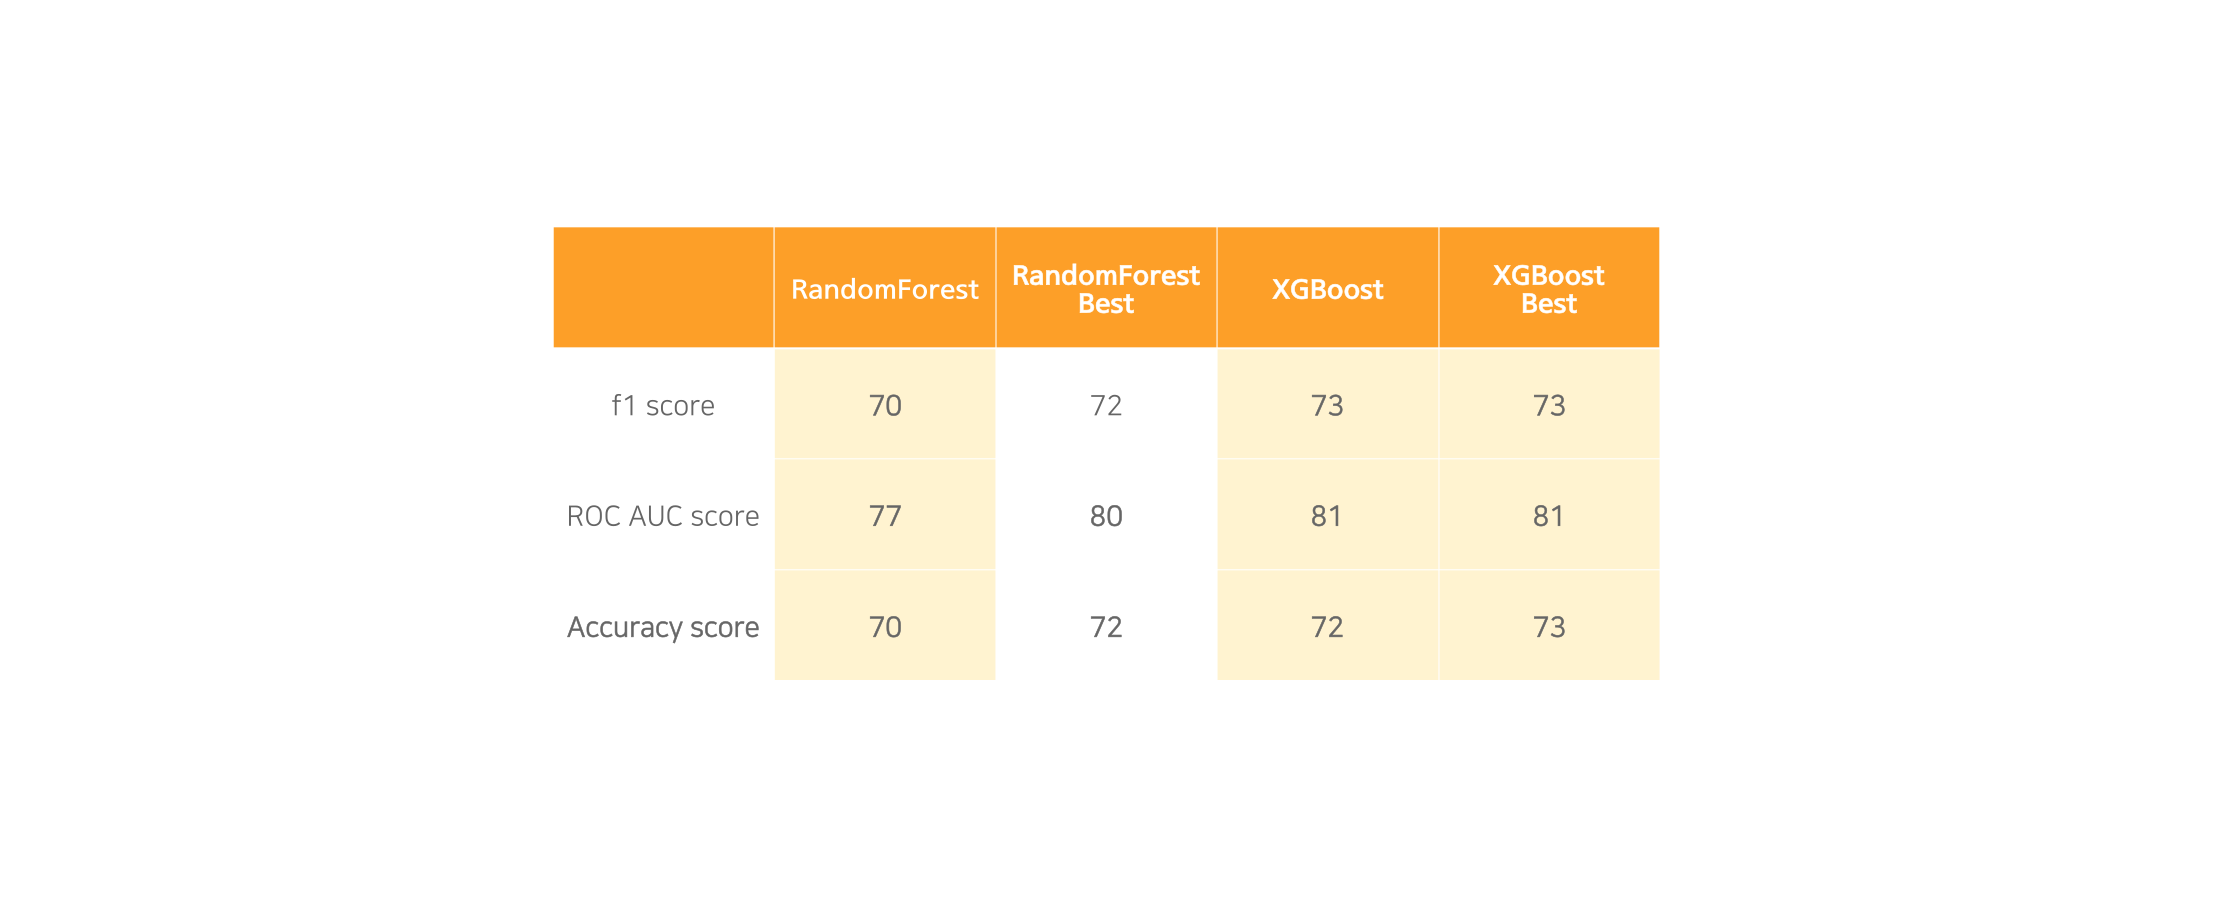 RandomForest
RandomForest
Best
XGBoost
XGBoost
Best
f1 score 70 72 73 73
ROC AUC score 77 80 81 81
Accuracy score 70 72 72 73